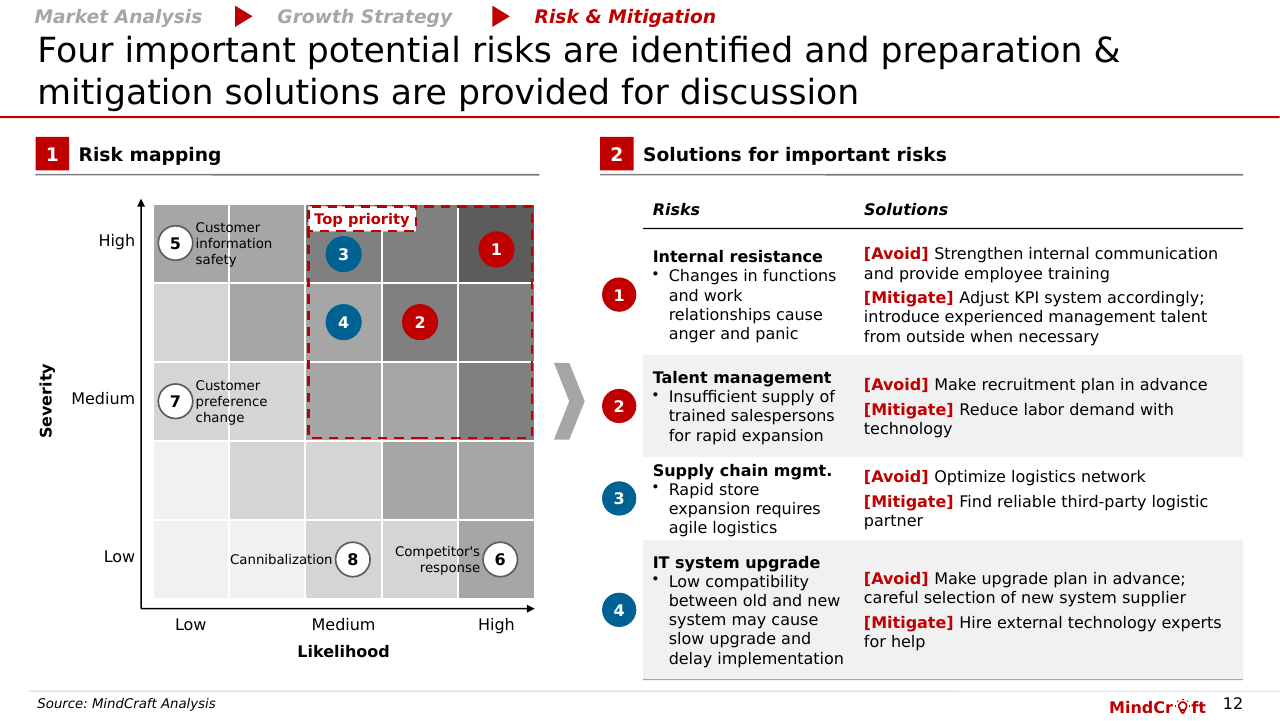 Market Analysis Growth Strategy Risk & Mitigation
Four important potential risks are identified and preparation &
mitigation solutions are provided for discussion
1 Risk mapping
Severity
High
Medium
Low
5 Customer
information
safety
Top priority
3
1
4
2
7 Customer
preference
change
Cannibalization 8
Competitor's
response 6
Low Medium High
Likelihood
2 Solutions for important risks
Risks Solutions
1
Internal resistance
• Changes in functions
and work
relationships cause
anger and panic
[Avoid] Strengthen internal communication
and provide employee training
[Mitigate] Adjust KPI system accordingly;
introduce experienced management talent
from outside when necessary
2
Talent management
• Insufficient supply of
trained salespersons
for rapid expansion
[Avoid] Make recruitment plan in advance
[Mitigate] Reduce labor demand with
technology
3
Supply chain mgmt.
• Rapid store
expansion requires
agile logistics
[Avoid] Optimize logistics network
[Mitigate] Find reliable third-party logistic
partner
4
IT system upgrade
• Low compatibility
between old and new
system may cause
slow upgrade and
delay implementation
[Avoid] Make upgrade plan in advance;
careful selection of new system supplier
[Mitigate] Hire external technology experts
for help
Source: MindCraft Analysis
MindCraft 12